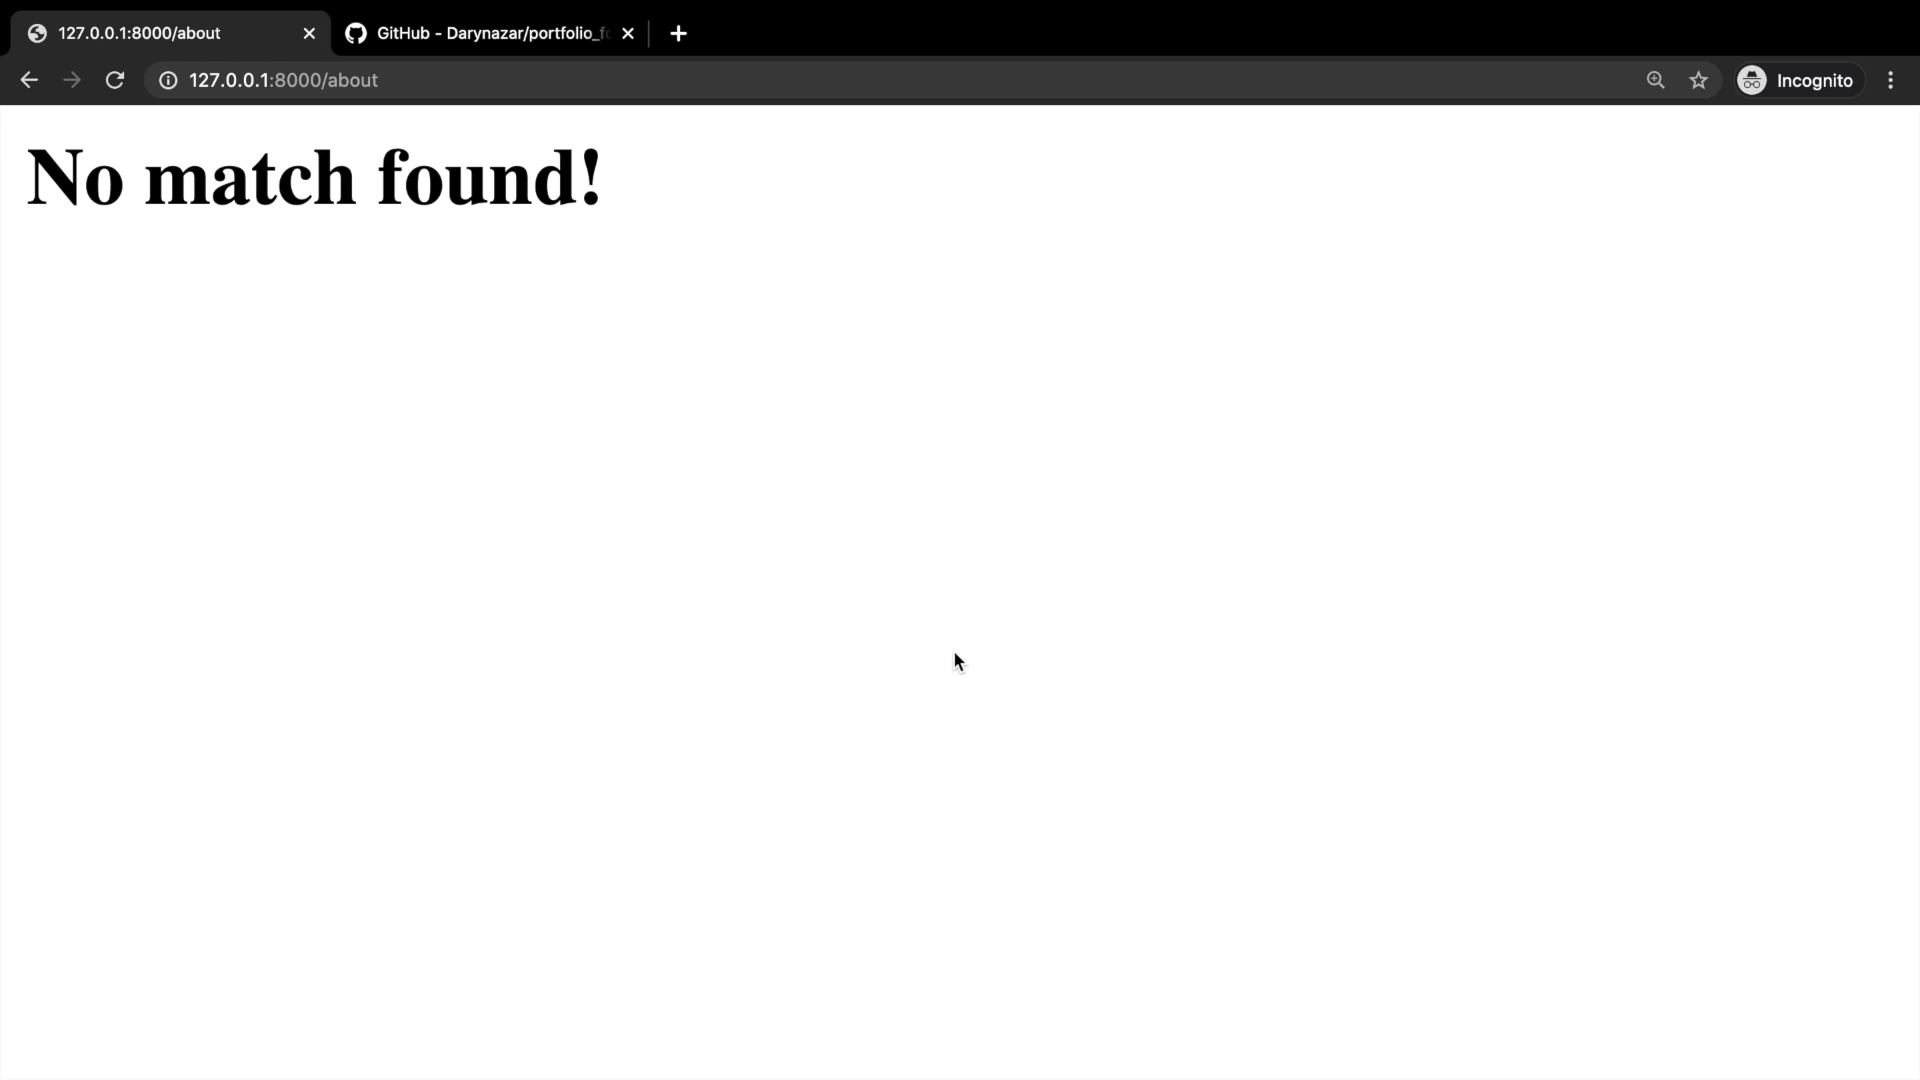 127.0.0.1:8000/about
GitHub - Darynazar/portfolio_f
127.0.0.1:8000/about
Incognito
No match found!